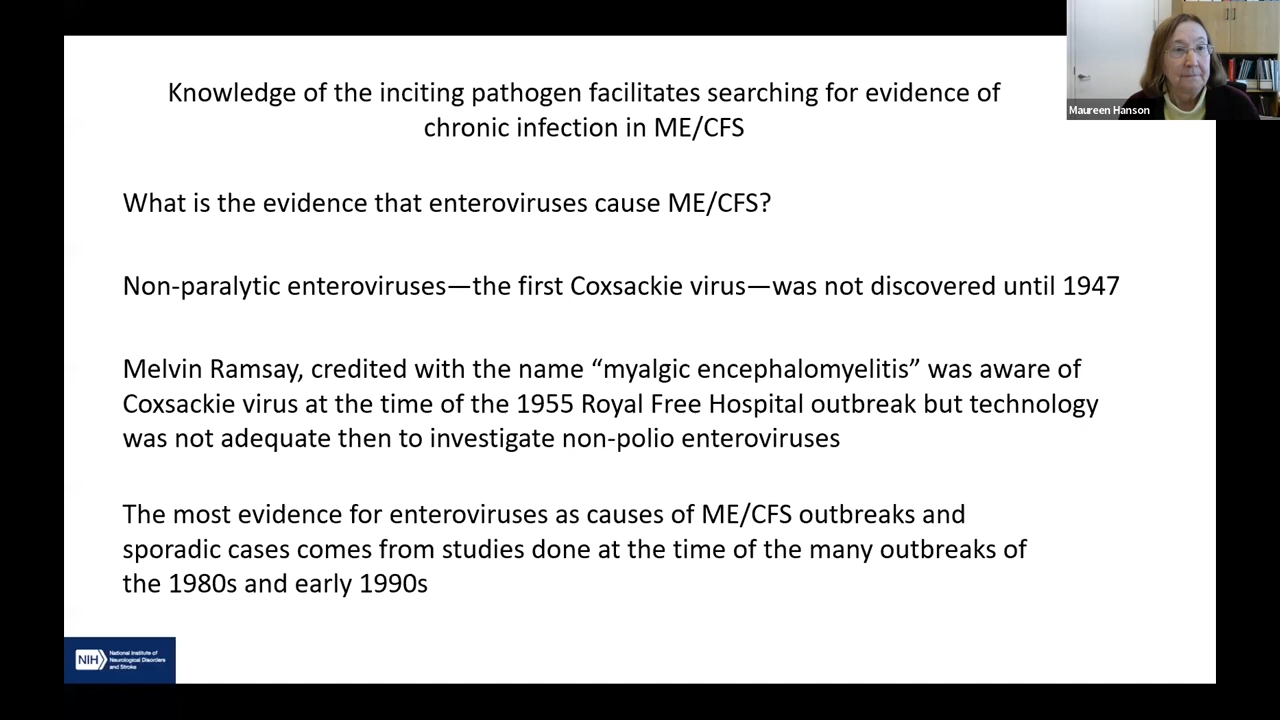 Knowledge of the inciting pathogen facilitates searching for evidence of
chronic infection in ME/CFS
Maureen Hanson
What is the evidence that enteroviruses cause ME/CFS?
Non-paralytic enteroviruses—the first Coxsackie virus—was not discovered until 1947
Melvin Ramsay, credited with the name “myalgic encephalomyelitis” was aware of
Coxsackie virus at the time of the 1955 Royal Free Hospital outbreak but technology
was not adequate then to investigate non-polio enteroviruses
The most evidence for enteroviruses as causes of ME/CFS outbreaks and
sporadic cases comes from studies done at the time of the many outbreaks of
the 1980s and early 1990s
NIH
National Institute of
Neurological Disorders
and Stroke